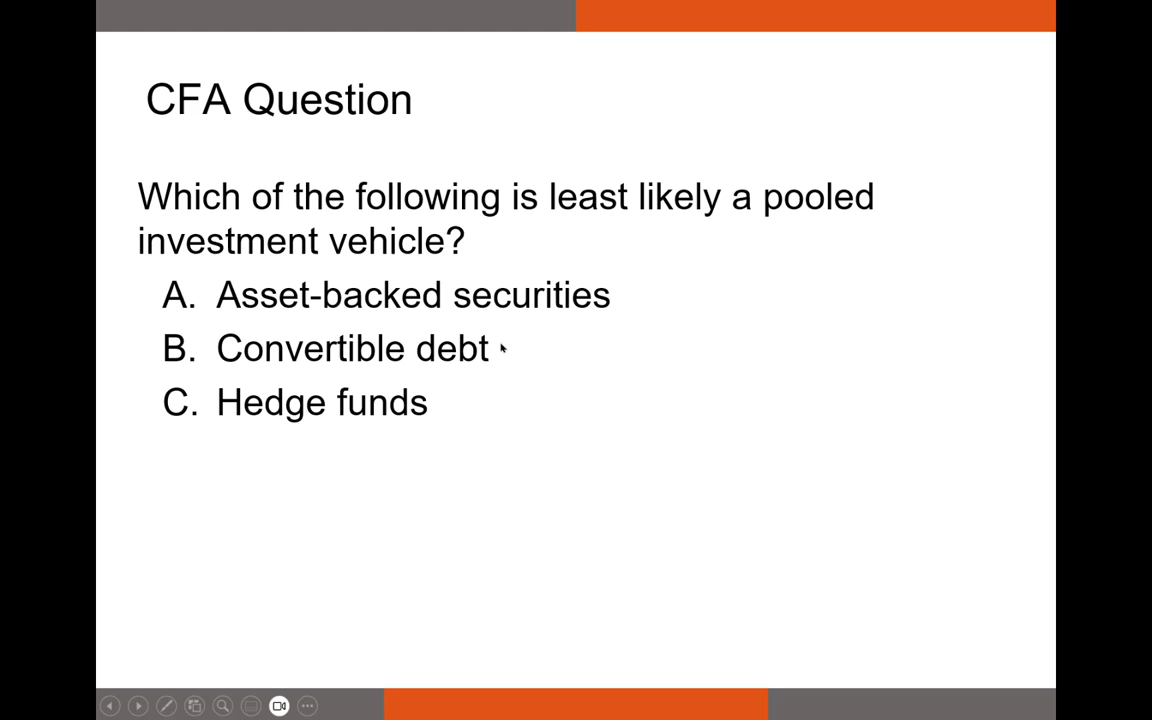 CFA Question
Which of the following is least likely a pooled
investment vehicle?
A. Asset-backed securities
B. Convertible debt
C. Hedge funds